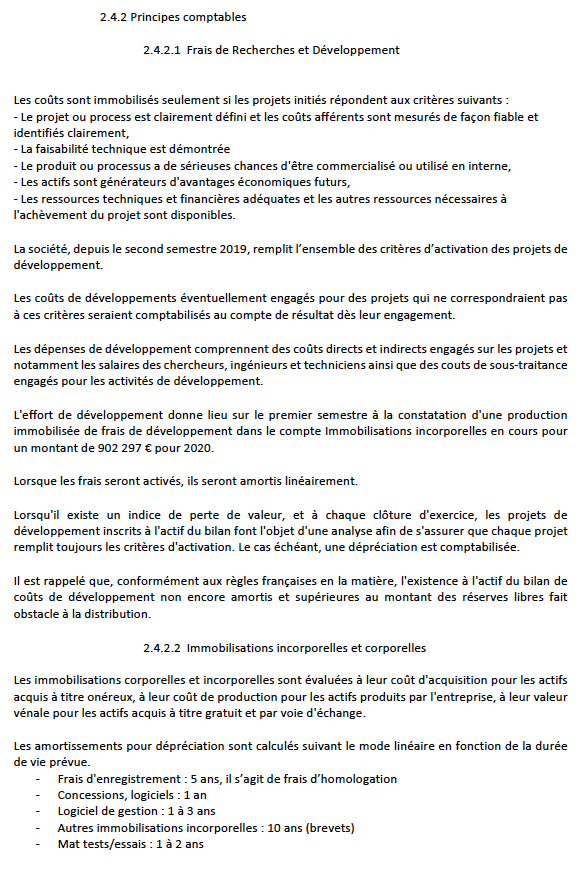 2.4.2 Principes comptables
2.4.2.1 Frais de Recherches et Développement
Les coûts sont immobilisés seulement si les projets initiés répondent aux critères suivants :
- Le projet ou process est clairement défini et les coûts afférents sont mesurés de façon fiable et
identifiés clairement,
- La faisabilité technique est démontrée
- Le produit ou processus a de sérieuses chances d'être commercialisé ou utilisé en interne,
- Les actifs sont générateurs d'avantages économiques futurs,
- Les ressources techniques et financières adéquates et les autres ressources nécessaires à
l'achèvement du projet sont disponibles.
La société, depuis le second semestre 2019, remplit l’ensemble des critères d’activation des projets de
développement.
Les coûts de développements éventuellement engagés pour des projets qui ne correspondraient pas
à ces critères seraient comptabilisés au compte de résultat dès leur engagement.
Les dépenses de développement comprennent des coûts directs et indirects engagés sur les projets et
notamment les salaires des chercheurs, ingénieurs et techniciens ainsi que des couts de sous-traitance
engagés pour les activités de développement.
L'effort de développement donne lieu sur le premier semestre à la constatation d'une production
immobilisée de frais de développement dans le compte Immobilisations incorporelles en cours pour
un montant de 902 297 € pour 2020.
Lorsque les frais seront activés, ils seront amortis linéairement.
Lorsqu'il existe un indice de perte de valeur, et à chaque clôture d'exercice, les projets de
développement inscrits à l'actif du bilan font l'objet d'une analyse afin de s'assurer que chaque projet
remplit toujours les critères d'activation. Le cas échéant, une dépréciation est comptabilisée.
Il est rappelé que, conformément aux règles françaises en la matière, l'existence à l'actif du bilan de
coûts de développement non encore amortis et supérieures au montant des réserves libres fait
obstacle à la distribution.
2.4.2.2 Immobilisations incorporelles et corporelles
Les immobilisations corporelles et incorporelles sont évaluées à leur coût d'acquisition pour les actifs
acquis à titre onéreux, à leur coût de production pour les actifs produits par l'entreprise, à leur valeur
vénale pour les actifs acquis à titre gratuit et par voie d'échange.
Les amortissements pour dépréciation sont calculés suivant le mode linéaire en fonction de la durée
de vie prévue.
- Frais d'enregistrement : 5 ans, il s’agit de frais d’homologation
- Concessions, logiciels : 1 an
- Logiciel de gestion : 1 à 3 ans
- Autres immobilisations incorporelles : 10 ans (brevets)
- Mat tests/essais : 1 à 2 ans